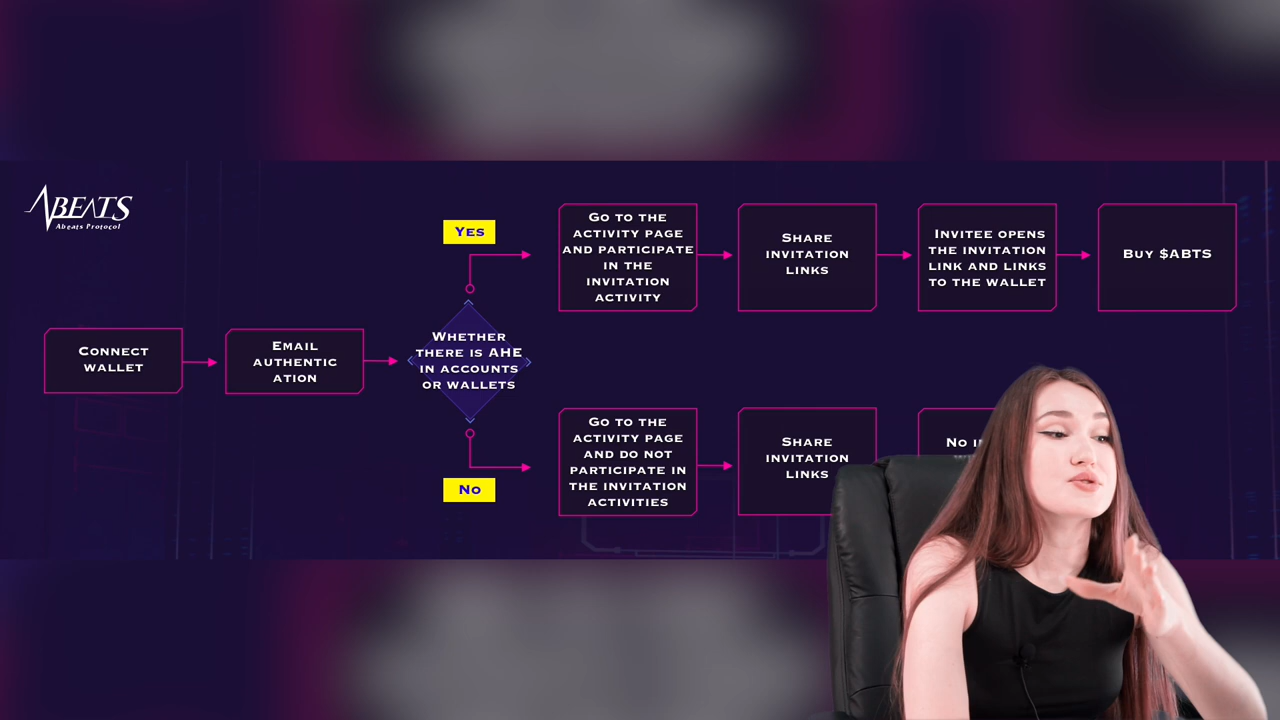 ABEATS
Abeats Protocol
Connect
wallet
Email
authentic
ation
Whether
there is AHE
in accounts
or wallets
Yes
Go to the
activity page
and participate
in the
invitation
activity
Share
invitation
links
Invitee opens
the invitation
link and links
to the wallet
Buy $ABTS
No
Go to the
activity page
and do not
participate in
the invitation
activities
Share
invitation
links
No